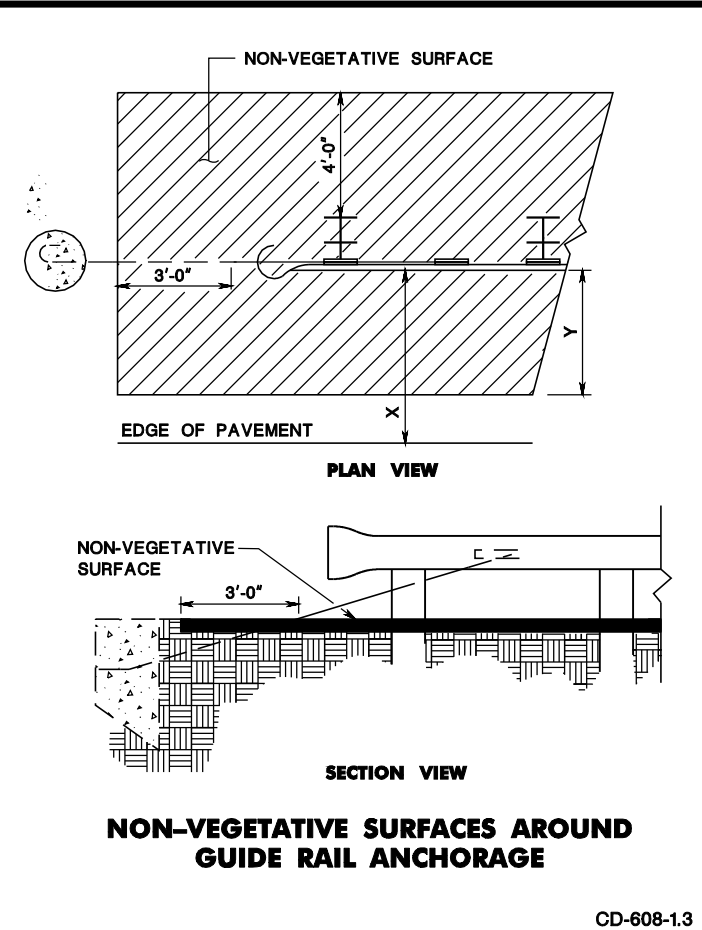 NON-VEGETATIVE SURFACE
4'-0"
3'-0"
Y
X
EDGE OF PAVEMENT
PLAN VIEW
NON-VEGETATIVE
SURFACE
3'-0"
SECTION VIEW
NON-VEGETATIVE SURFACES AROUND
GUIDE RAIL ANCHORAGE
CD-608-1.3